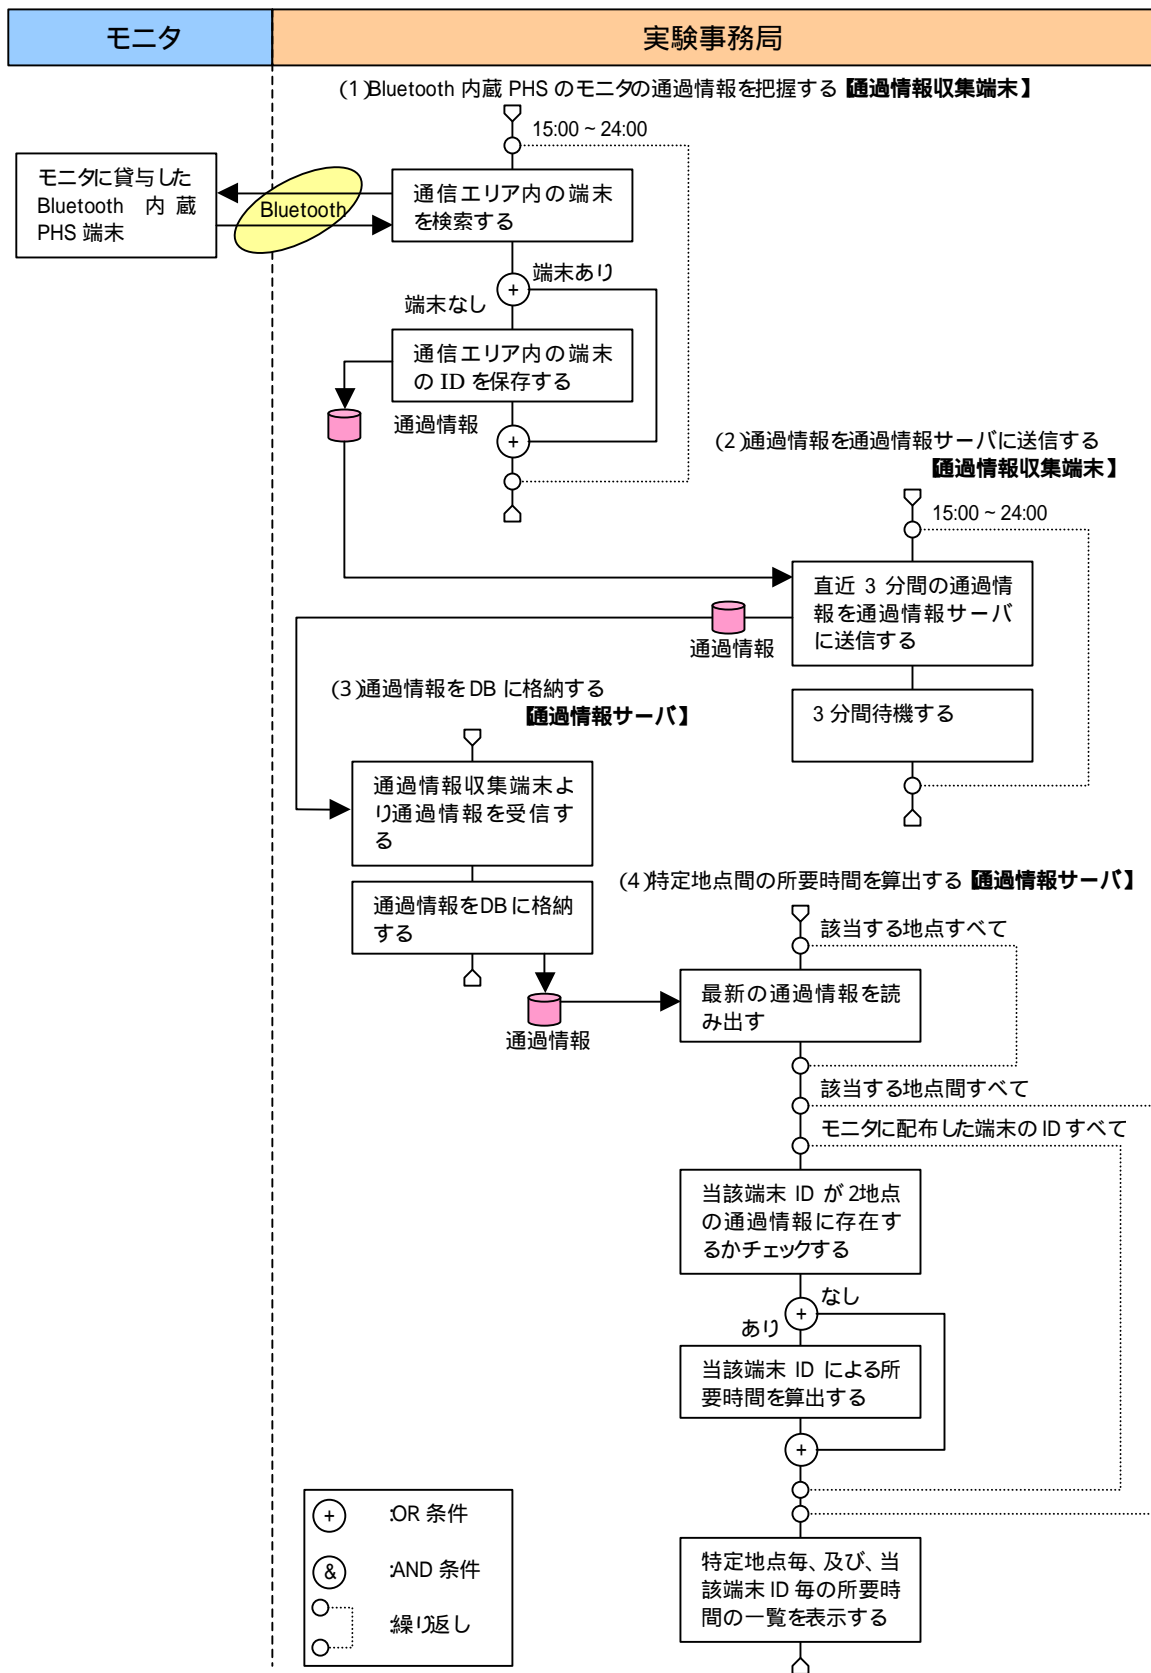 モニタ
実験事務局
(1)Bluetooth 内蔵 PHS のモニタの通過情報を把握する【通過情報収集端末】
15:00 ~ 24:00
モニタに貸与した
Bluetooth 内 蔵
PHS 端末
Bluetooth
通信エリア内の端末
を検索する
端末あり
+
端末なし
通信エリア内の端末
の ID を保存する
通過情報
+
(2)通過情報を通過情報サーバに送信する
【通過情報収集端末】
15:00 ~ 24:00
直近 3 分間の通過情
報を通過情報サーバ
に送信する
通過情報
3 分間待機する
(3)通過情報を DB に格納する
【通過情報サーバ】
通過情報収集端末よ
り通過情報を受信す
る
通過情報をDB に格納
する
通過情報
(4)特定地点間の所要時間を算出する【通過情報サーバ】
該当する地点すべて
最新の通過情報を読
み出す
該当する地点間すべて
モニタに配布した端末の ID すべて
当該端末 ID が 2地点
の通過情報に存在す
るかチェックする
なし
+
あり
当該端末 ID による所
要時間を算出する
+
特定地点毎、及び、当
該端末 ID 毎の所要時
間の一覧を表示する
+ :OR 条件
& :AND 条件
:繰り返し